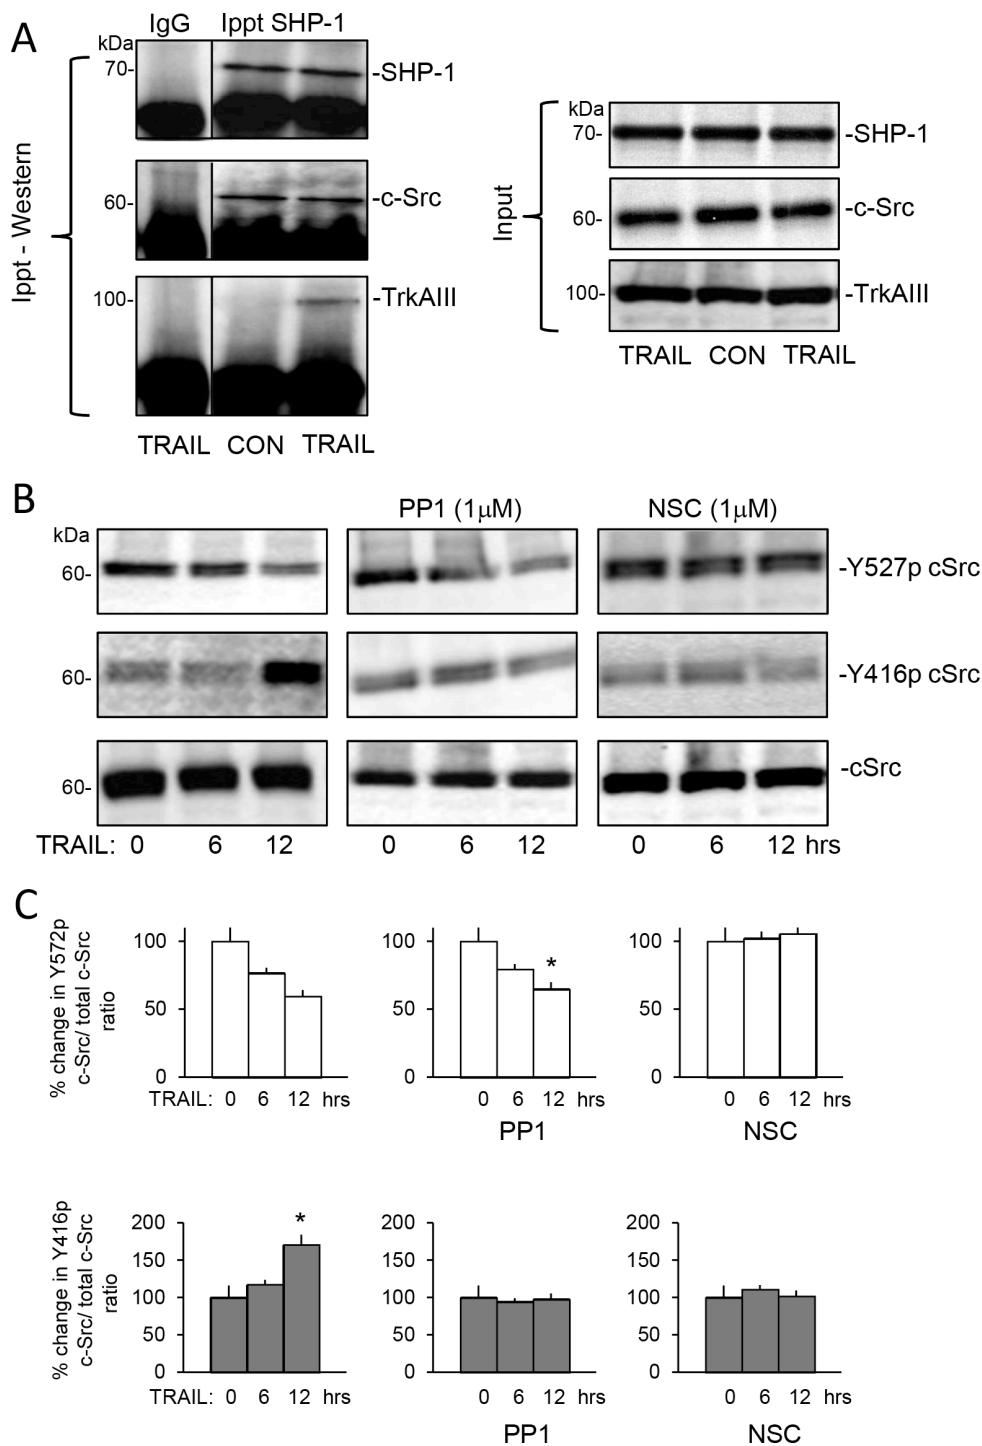 A
IgG
Ippt SHP-1
kDa
70-
-SHP-1
60-
-c-Src
100-
-TrkAIII
Ippt - Western
TRAIL CON TRAIL
kDa
70-
-SHP-1
60-
-c-Src
100-
-TrkAIII
Input
TRAIL CON TRAIL
B
PP1 (1μM)
NSC (1μM)
kDa
60-
-Y527p cSrc
60-
-Y416p cSrc
60-
-cSrc
TRAIL: 0 6 12
0 6 12
0 6 12 hrs
C
% change in Y572p
c-Src/ total c-Src
ratio
100
50
0
TRAIL: 0 6 12 hrs
100
50
0
*
0 6 12 hrs
PP1
100
50
0
0 6 12 hrs
NSC
% change in Y416p
c-Src/ total c-Src
ratio
200
150
100
50
0
*
TRAIL: 0 6 12 hrs
200
150
100
50
0
0 6 12 hrs
PP1
200
150
100
50
0
0 6 12 hrs
NSC